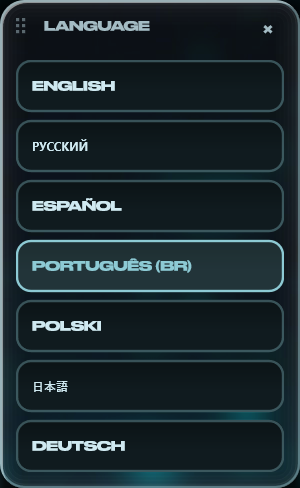 LANGUAGE
ENGLISH
РУССКИЙ
ESPAÑOL
PORTUGUÊS (BR)
POLSKI
日本語
DEUTSCH